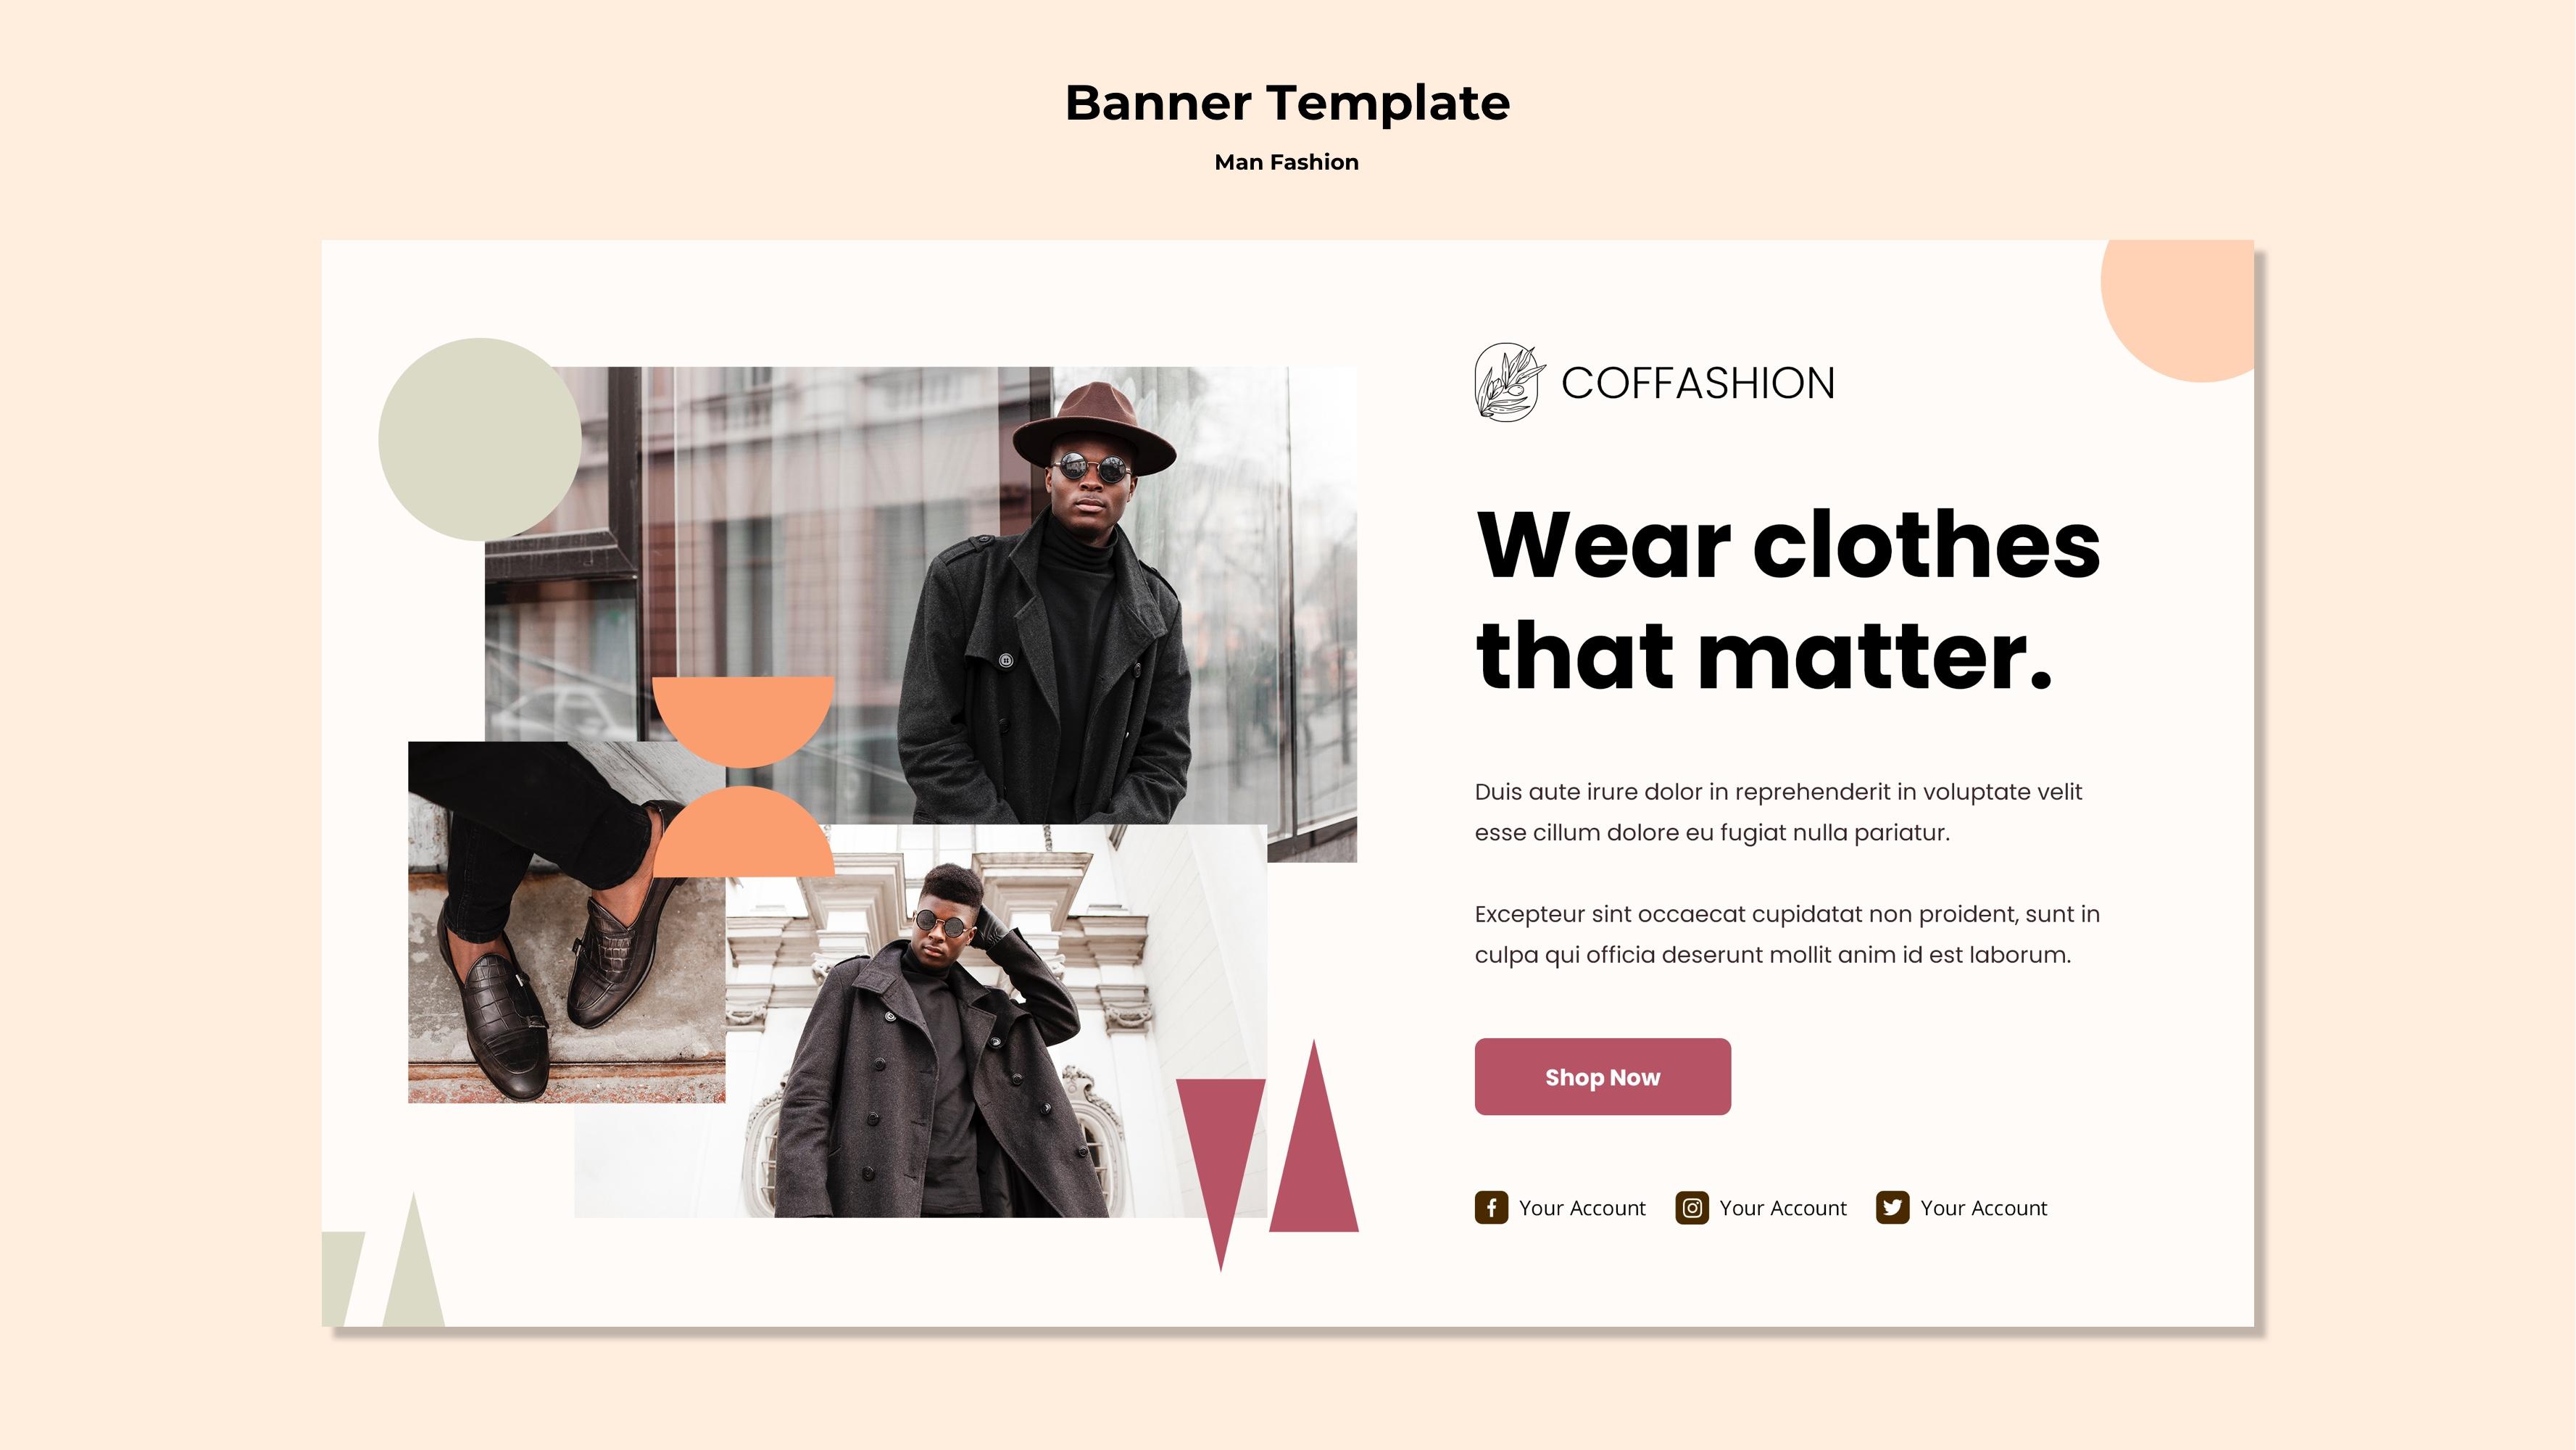 Banner Template
Man Fashion
COFFASHION
Wear clothes
that matter.
Duis aute irure dolor in reprehenderit in voluptate velit
esse cillum dolore eu fugiat nulla pariatur.
Excepteur sint occaecat cupidatat non proident, sunt in
culpa qui officia deserunt mollit anim id est laborum.
Shop Now
Your Account Your Account Your Account